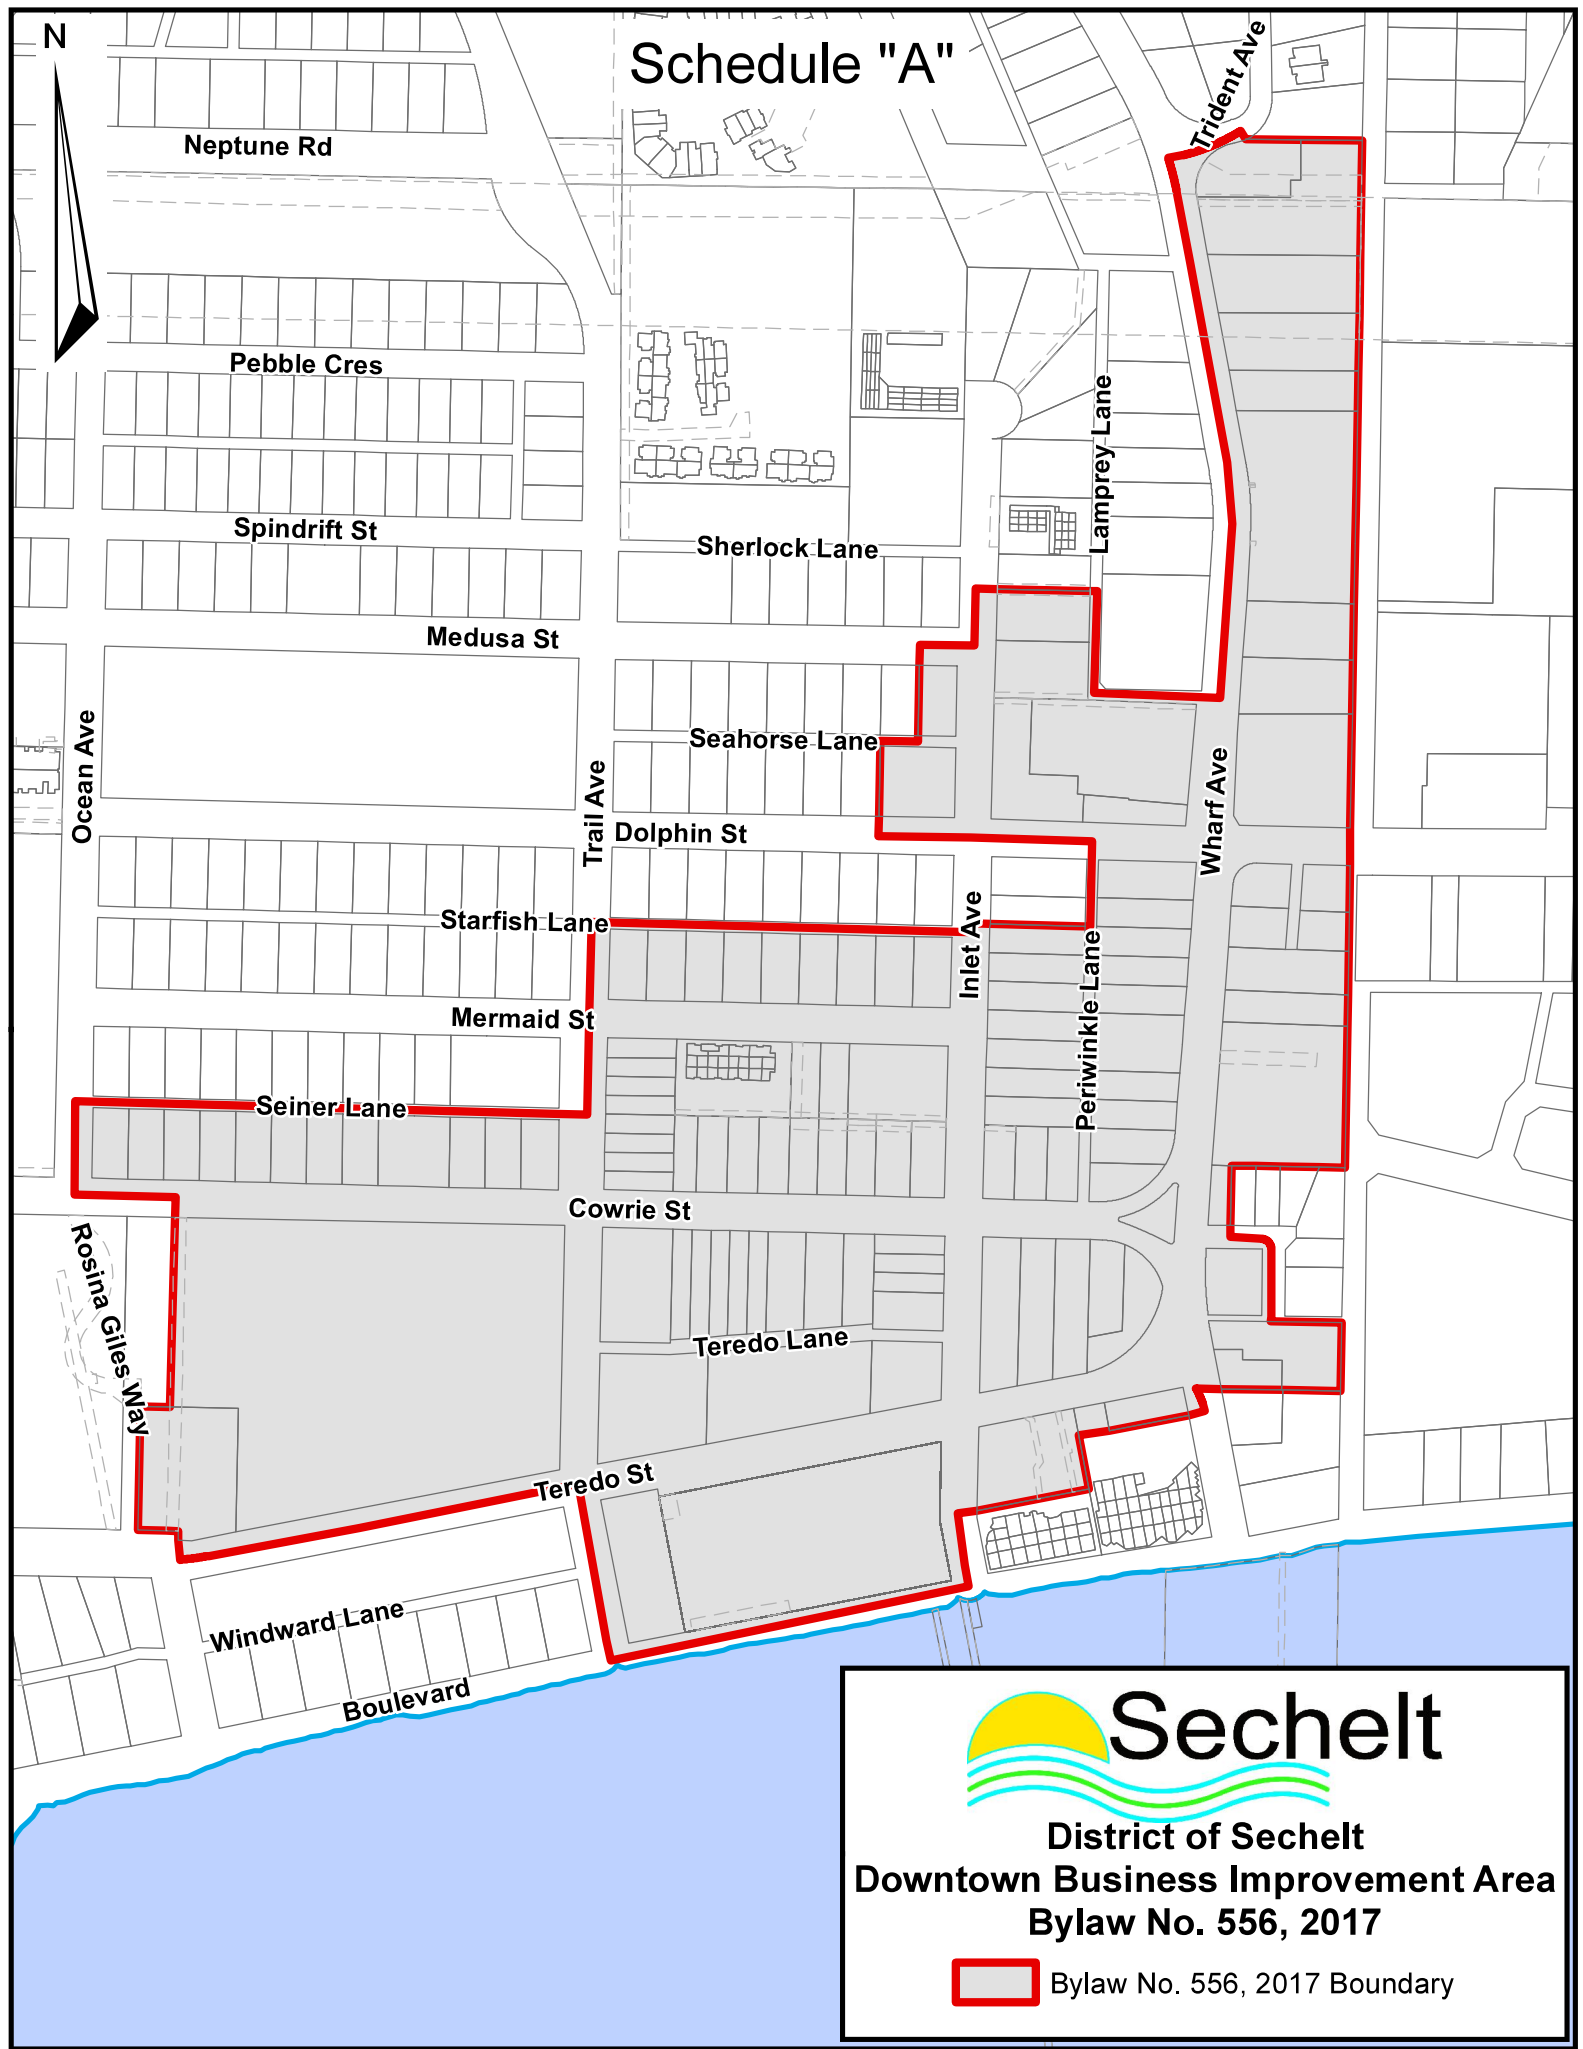 N
Schedule "A"
Trident Ave
Neptune Rd
Pebble Cres
Lamprey Lane
Spindrift St
Sherlock Lane
Medusa St
Ocean Ave
Seahorse Lane
Trail Ave
Dolphin St
Wharf Ave
Starfish Lane
Inlet Ave
Periwinkle Lane
Mermaid St
Seiner Lane
Cowrie St
Rosina Giles Way
Teredo Lane
Teredo St
Windward Lane
Boulevard
Sechelt
District of Sechelt
Downtown Business Improvement Area
Bylaw No. 556, 2017
Bylaw No. 556, 2017 Boundary